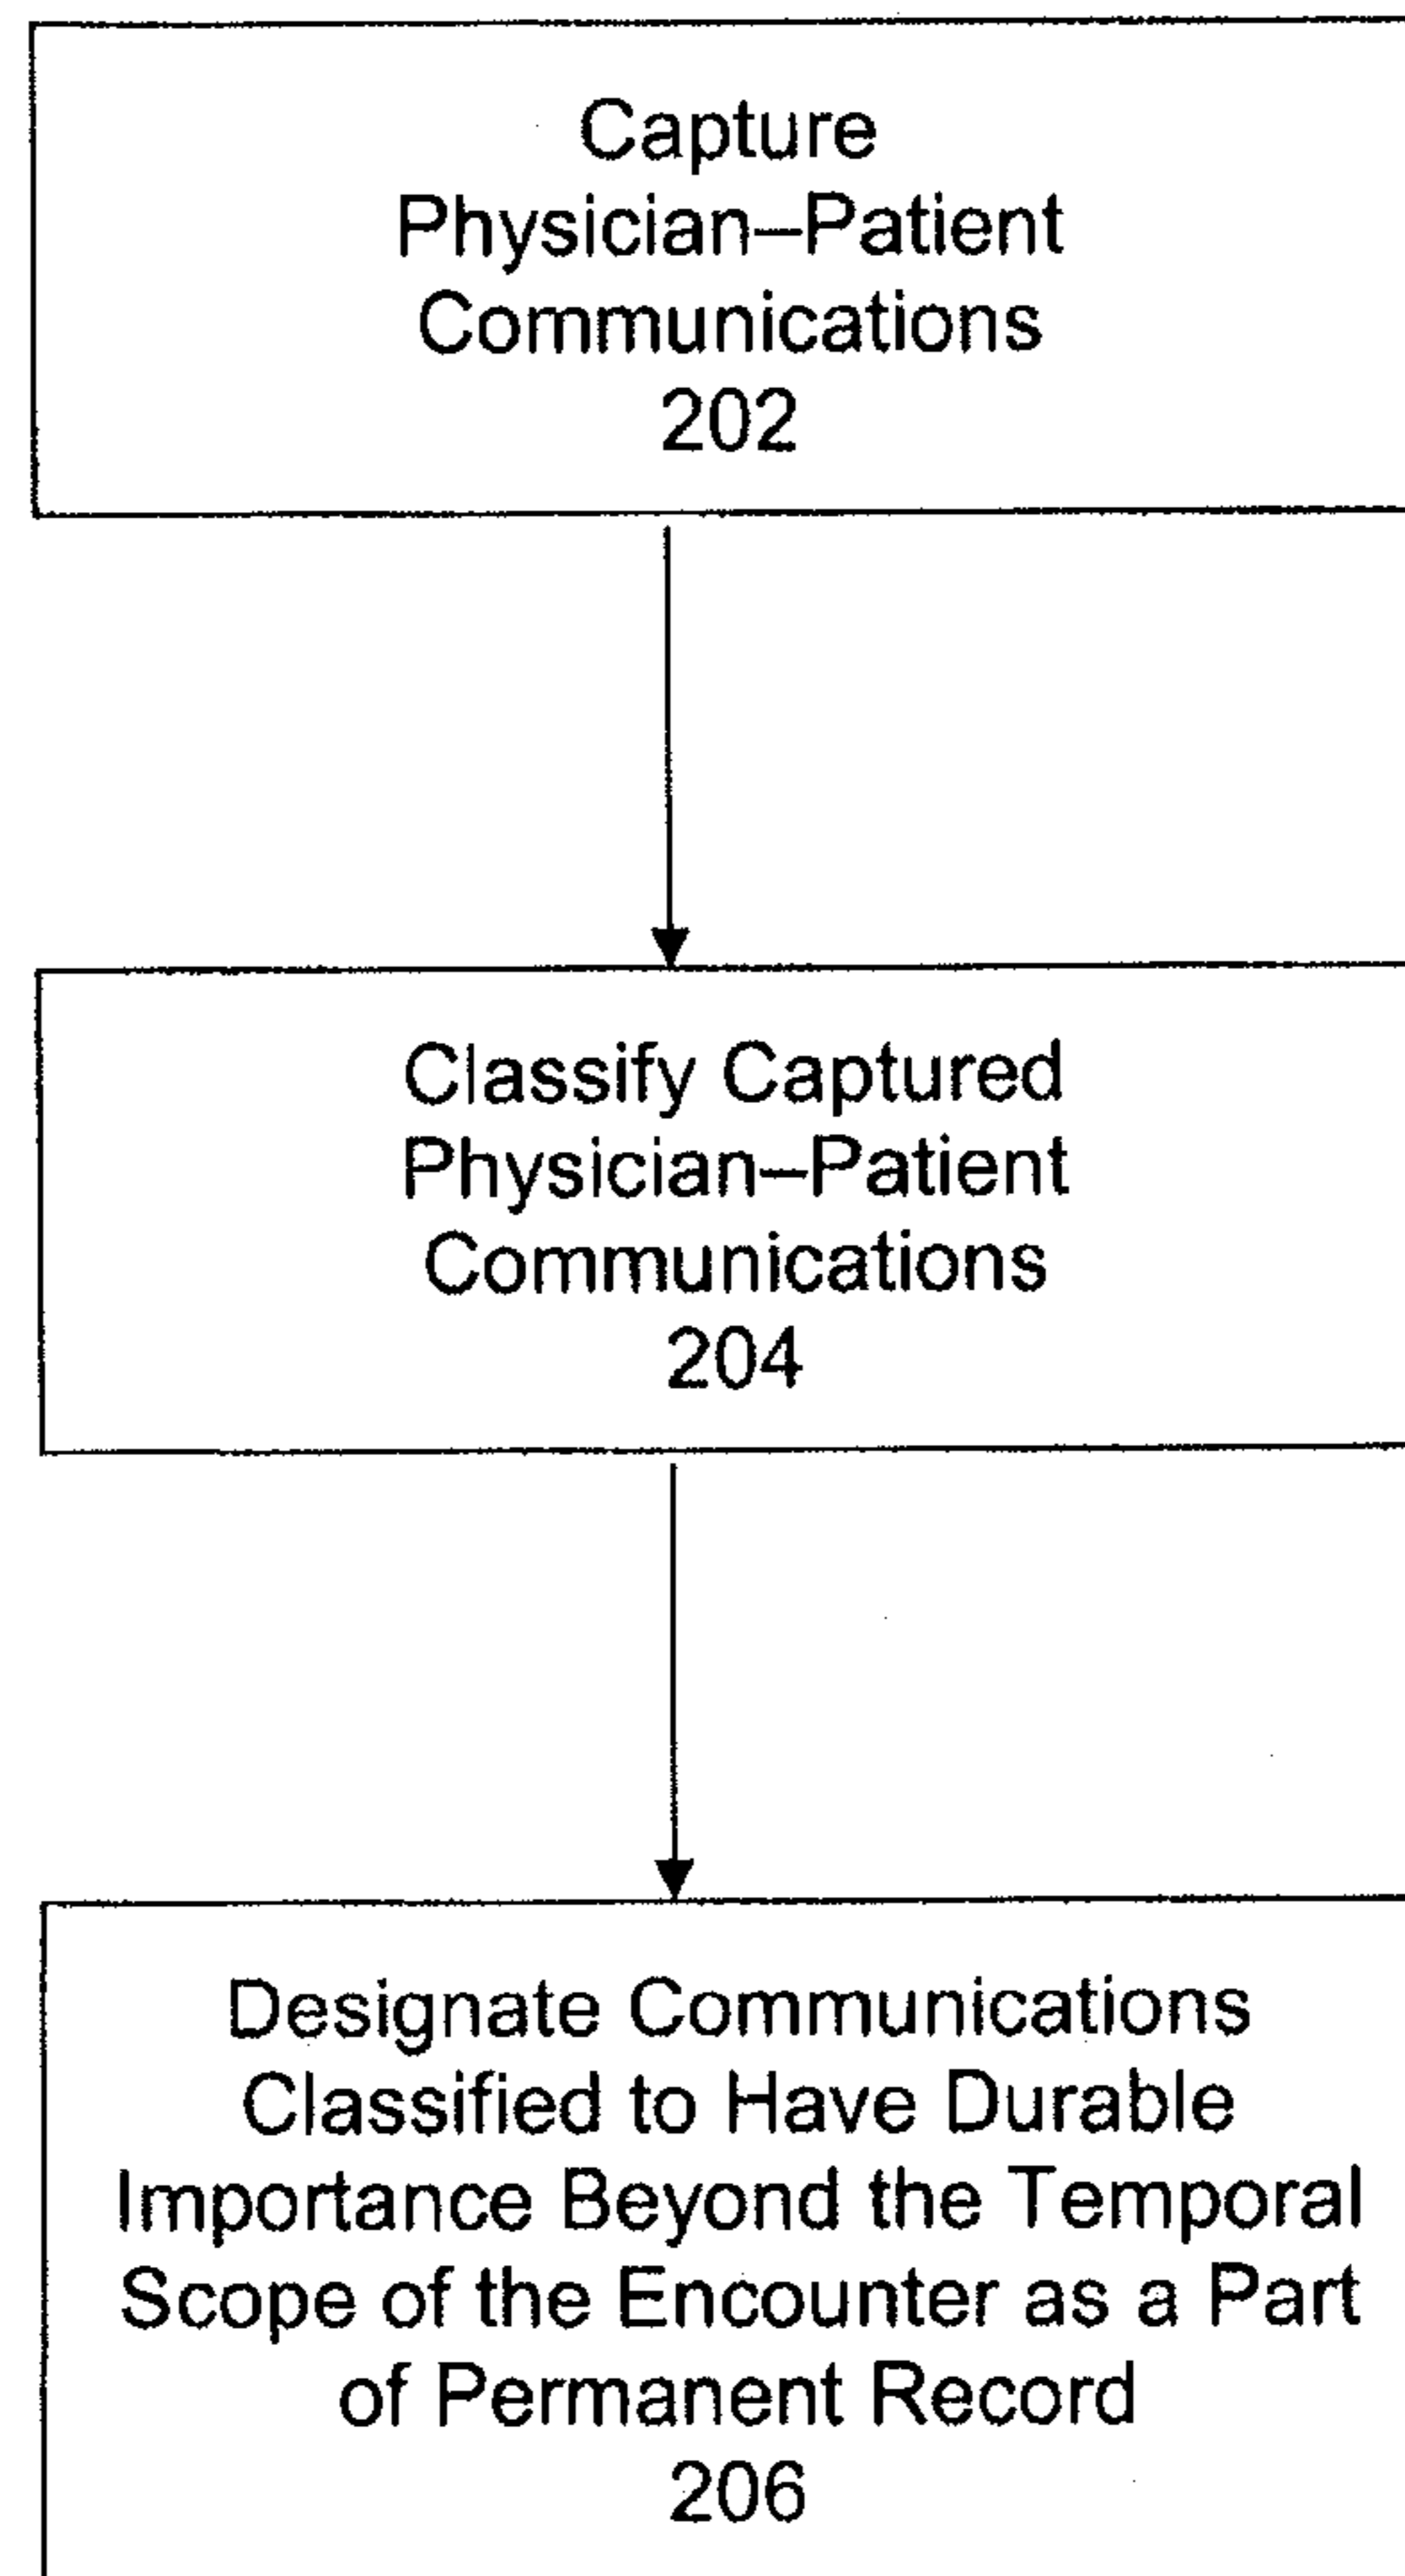 Capture
Physician–Patient
Communications
202
Classify Captured
Physician–Patient
Communications
204
Designate Communications
Classified to Have Durable
Importance Beyond the Temporal
Scope of the Encounter as a Part
of Permanent Record
206